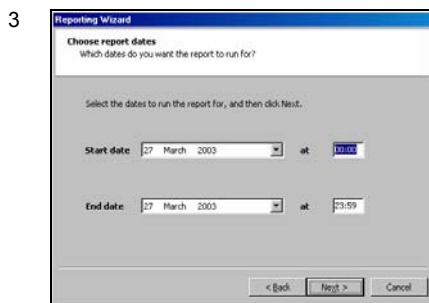 3
Reporting Wizard
Choose report dates
Which dates do you want the report to run for?
Select the dates to run the report for, and then click Next.
Start date 27 March 2003 at 00:00
End date 27 March 2003 at 23:59
< Back Next > Cancel